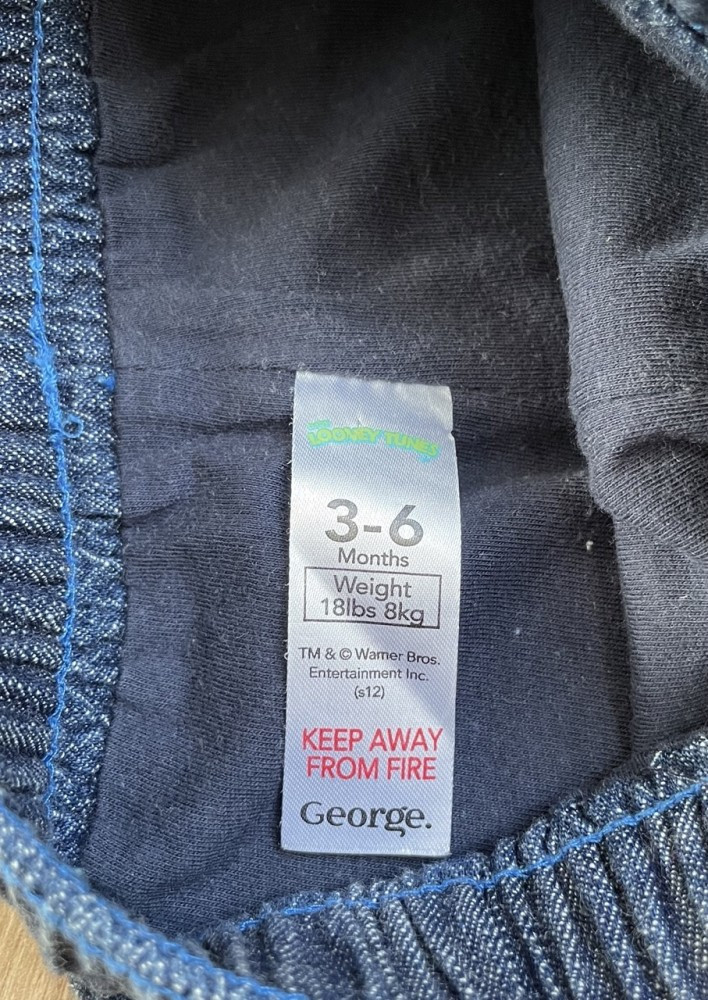 LOONEY TUNES
3-6
Months
Weight
18lbs 8kg
TM & © Warner Bros.
Entertainment Inc.
(s12)
KEEP AWAY
FROM FIRE
George.